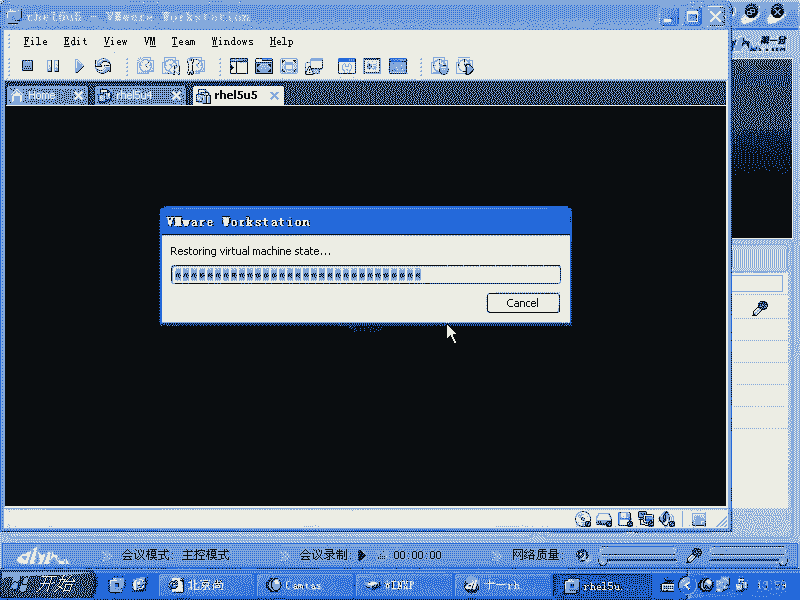 rhel5u5 - VMware Workstation
File Edit View VM Team Windows Help
Home rhel5u4 rhel5u5
VMware Workstation
Restoring virtual machine state...
Cancel
会议模式: 主控模式 会议录制 00:00:00 网络质量:
开始 北京尚 Camtas 十一rh rhel5u 13:59